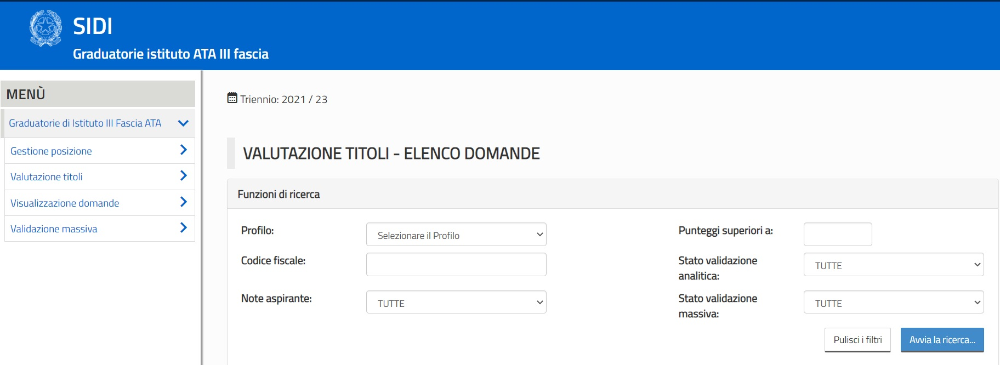 SIDI
Graduatorie istituto ATA III fascia
MENÙ
Graduatorie di Istituto III Fascia ATA
Gestione posizione
Valutazione titoli
Visualizzazione domande
Validazione massiva
Triennio: 2021 / 23
VALUTAZIONE TITOLI - ELENCO DOMANDE
Funzioni di ricerca
Profilo:
Selezionare il Profilo
Punteggi superiori a:
Codice fiscale:
Stato validazione
analitica:
TUTTE
Note aspirante:
TUTTE
Stato validazione
massiva:
TUTTE
Pulisci i filtri
Avvia la ricerca...